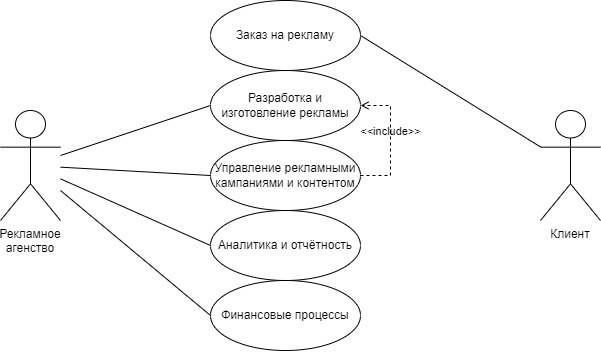 Заказ на рекламу
Разработка и
изготовление рекламы
<<include>>
Управление рекламными
кампаниями и контентом
Рекламное
агенство
Клиент
Аналитика и отчётность
Финансовые процессы